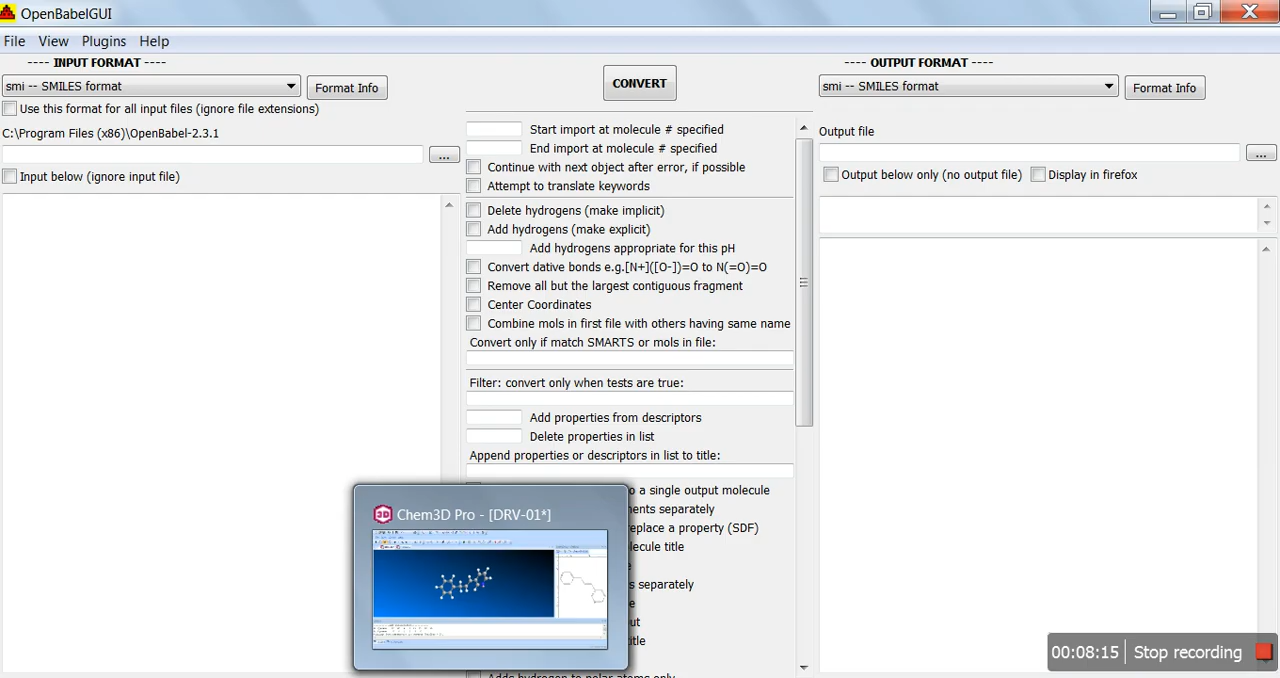 OpenBabelGUI
File View Plugins Help
---- INPUT FORMAT ----
smi -- SMILES format
Format Info
Use this format for all input files (ignore file extensions)
C:\Program Files (x86)\OpenBabel-2.3.1
...
Input below (ignore input file)
CONVERT
Start import at molecule # specified
End import at molecule # specified
Continue with next object after error, if possible
Attempt to translate keywords
Delete hydrogens (make implicit)
Add hydrogens (make explicit)
Add hydrogens appropriate for this pH
Convert dative bonds e.g.[N+]([O-])=O to N(=O)=O
Remove all but the largest contiguous fragment
Center Coordinates
Combine mols in first file with others having same name
Convert only if match SMARTS or mols in file:
Filter: convert only when tests are true:
Add properties from descriptors
Delete properties in list
Append properties or descriptors in list to title:
o a single output molecule
ments separately
replace a property (SDF)
lecule title
s separately
Adds hydrogen to polar atoms only
---- OUTPUT FORMAT ----
smi -- SMILES format
Format Info
Output file
...
Output below only (no output file)
Display in firefox
Chem3D Pro - [DRV-01*]
00:08:15 Stop recording